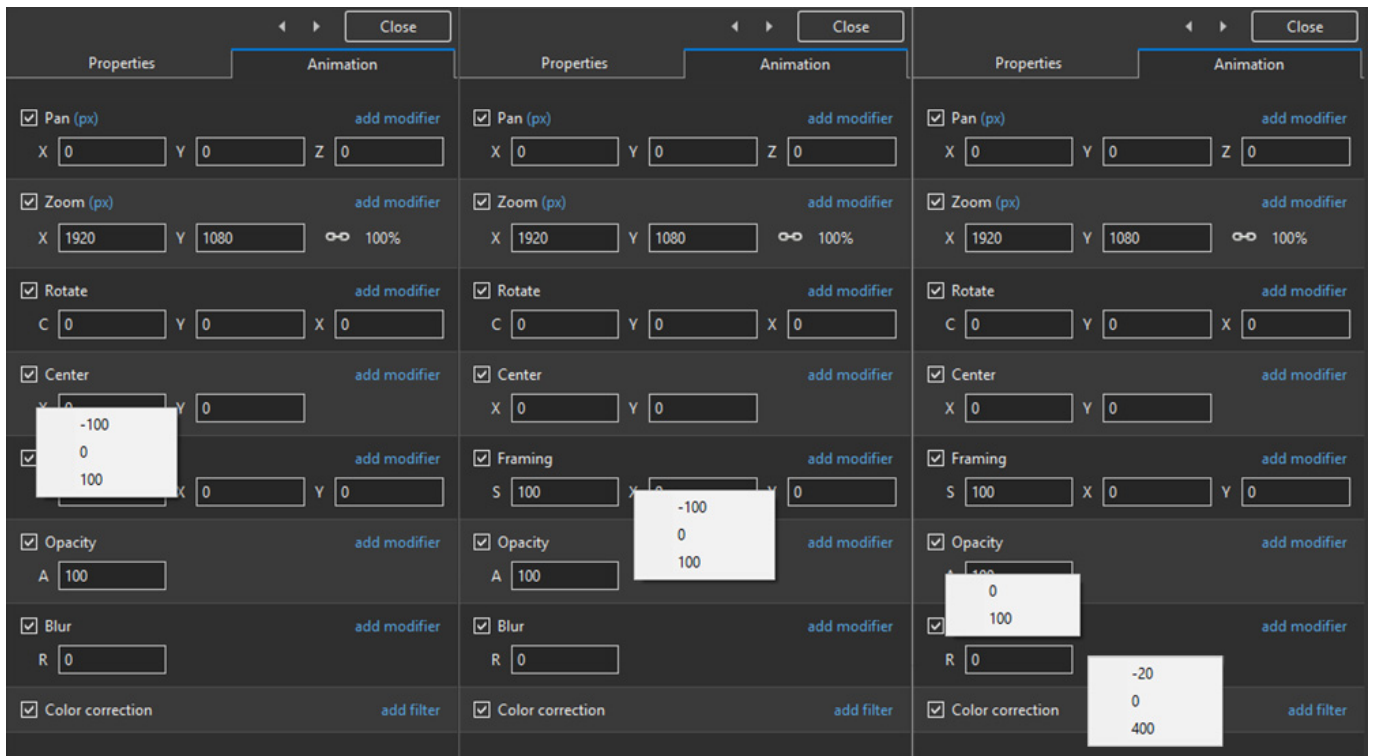 Close
Properties Animation
Pan (px) add modifier
X 0 Y 0 Z 0
Zoom (px) add modifier
X 1920 Y 1080 100%
Rotate add modifier
C 0 Y 0 X 0
Center add modifier
Y 0
-100
0
100
add modifier
X 0 Y 0
Opacity add modifier
A 100
Blur add modifier
R 0
Color correction add filter
Close
Properties Animation
Pan (px) add modifier
X 0 Y 0 Z 0
Zoom (px) add modifier
X 1920 Y 1080 100%
Rotate add modifier
C 0 Y 0 X 0
Center add modifier
X 0 Y 0
Framing add modifier
S 100 X 0
-100
0
100
Opacity add modifier
A 100
Blur add modifier
R 0
Color correction add filter
Close
Properties Animation
Pan (px) add modifier
X 0 Y 0 Z 0
Zoom (px) add modifier
X 1920 Y 1080 100%
Rotate add modifier
C 0 Y 0 X 0
Center add modifier
X 0 Y 0
Framing add modifier
S 100 X 0 Y 0
Opacity add modifier
0
100
add modifier
R 0
-20
0
400
Color correction add filter